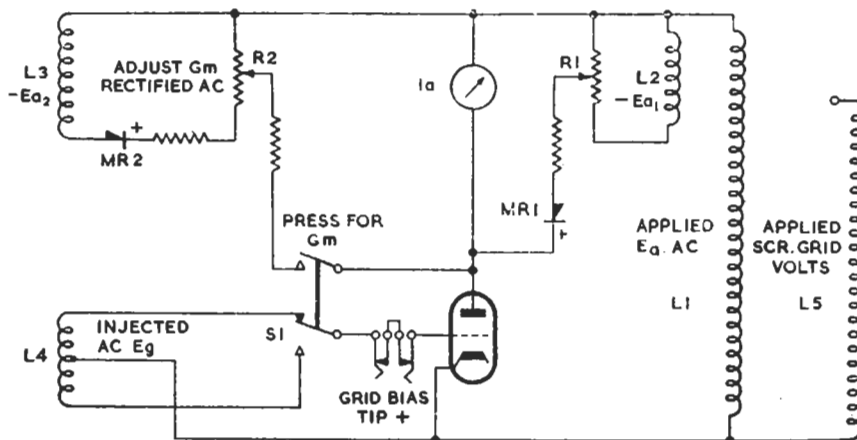 L3
-Ea2
ADJUST Gm
RECTIFIED AC
R2
+
MR2
Ia
R1
L2
-Ea1
MR1
+
PRESS FOR
Gm
APPLIED
Ea. AC
L1
APPLIED
SCR. GRID
VOLTS
L5
INJECTED
AC Eg
L4
S1
GRID BIAS
TIP +